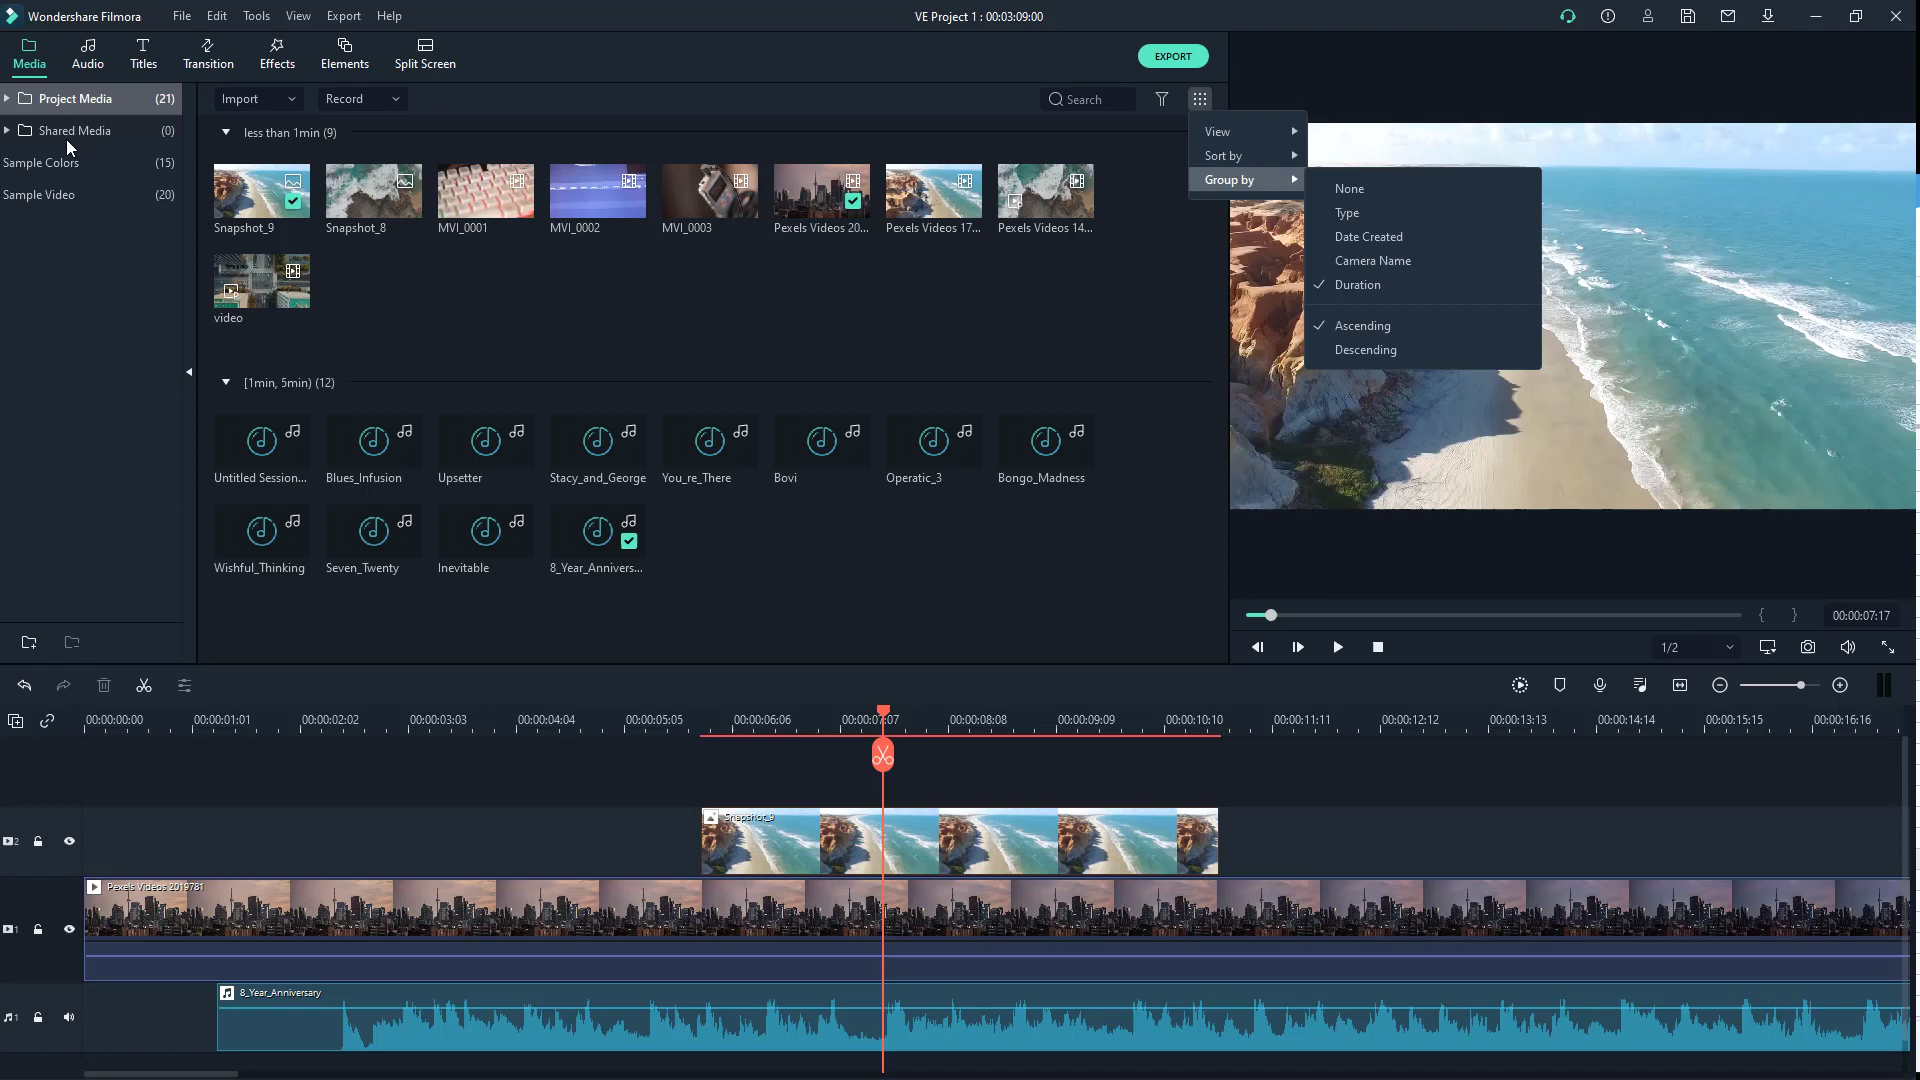 Wondershare Filmora File Edit Tools View Export Help VE Project 1 : 00:03:09:00
Media Audio Titles Transition Effects Elements Split Screen EXPORT
Project Media (21)
Shared Media (0)
Sample Colors (15)
Sample Video (20)
Import Record Search
less than 1min (9)
Snapshot_9 Snapshot_8 MVI_0001 MVI_0002 MVI_0003 Pexels Videos 20... Pexels Videos 17... Pexels Videos 14...
video
[1min, 5min) (12)
Untitled Session... Blues_Infusion Upsetter Stacy_and_George You_re_There Bovi Operatic_3 Bongo_Madness
Wishful_Thinking Seven_Twenty Inevitable 8_Year_Annivers...
View
Sort by
Group by
None
Type
Date Created
Camera Name
Duration
Ascending
Descending
{ } 00:00:07:17
1/2
00:00:00:00 00:00:01:01 00:00:02:02 00:00:03:03 00:00:04:04 00:00:05:05 00:00:06:06 00:00:07:07 00:00:08:08 00:00:09:09 00:00:10:10 00:00:11:11 00:00:12:12 00:00:13:13 00:00:14:14 00:00:15:15 00:00:16:16
Snapshot_9
2
Pexels Videos 2019781
1
8_Year_Anniversary
1